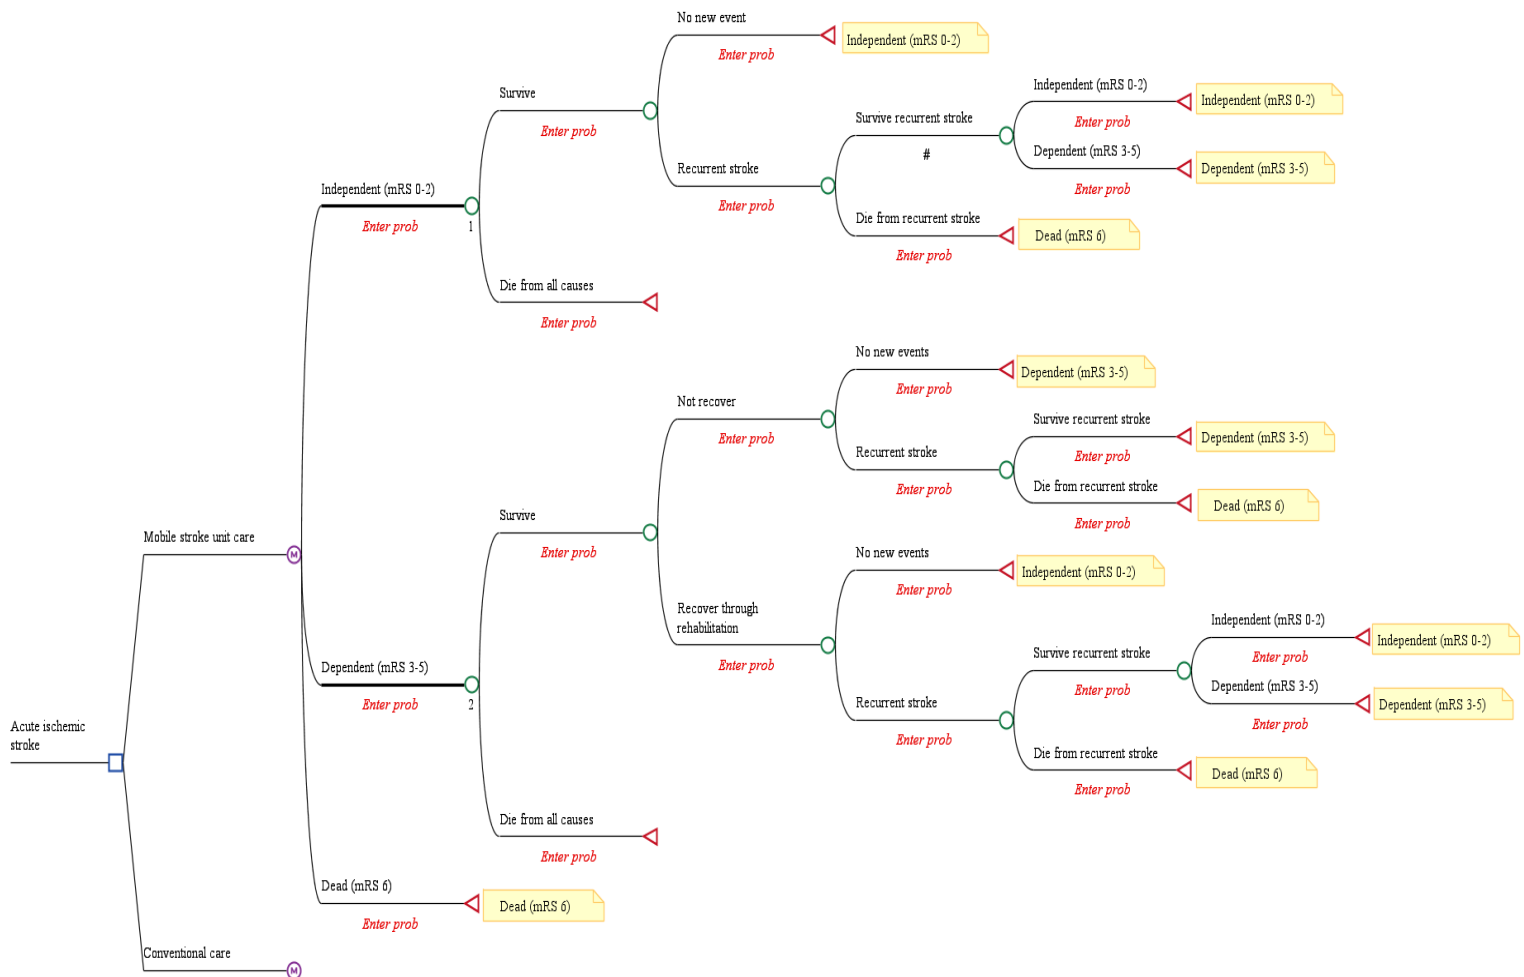 No new event
Enter prob
Independent (mRS 0-2)
Survive
Enter prob
Independent (mRS 0-2)
Enter prob
Independent (mRS 0-2)
Survive recurrent stroke
#
Dependent (mRS 3-5)
Enter prob
Dependent (mRS 3-5)
Recurrent stroke
Enter prob
Independent (mRS 0-2)
Enter prob
1
Die from recurrent stroke
Enter prob
Dead (mRS 6)
Die from all causes
Enter prob
No new events
Enter prob
Dependent (mRS 3-5)
Not recover
Enter prob
Survive recurrent stroke
Enter prob
Dependent (mRS 3-5)
Recurrent stroke
Enter prob
Die from recurrent stroke
Enter prob
Dead (mRS 6)
Survive
Enter prob
Mobile stroke unit care
M
No new events
Enter prob
Independent (mRS 0-2)
Recover through
rehabilitation
Enter prob
Independent (mRS 0-2)
Enter prob
Independent (mRS 0-2)
Survive recurrent stroke
Enter prob
Dependent (mRS 3-5)
Enter prob
Dependent (mRS 3-5)
Dependent (mRS 3-5)
Enter prob
2
Recurrent stroke
Enter prob
Acute ischemic
stroke
Die from recurrent stroke
Enter prob
Dead (mRS 6)
Die from all causes
Enter prob
Dead (mRS 6)
Enter prob
Dead (mRS 6)
Conventional care
M